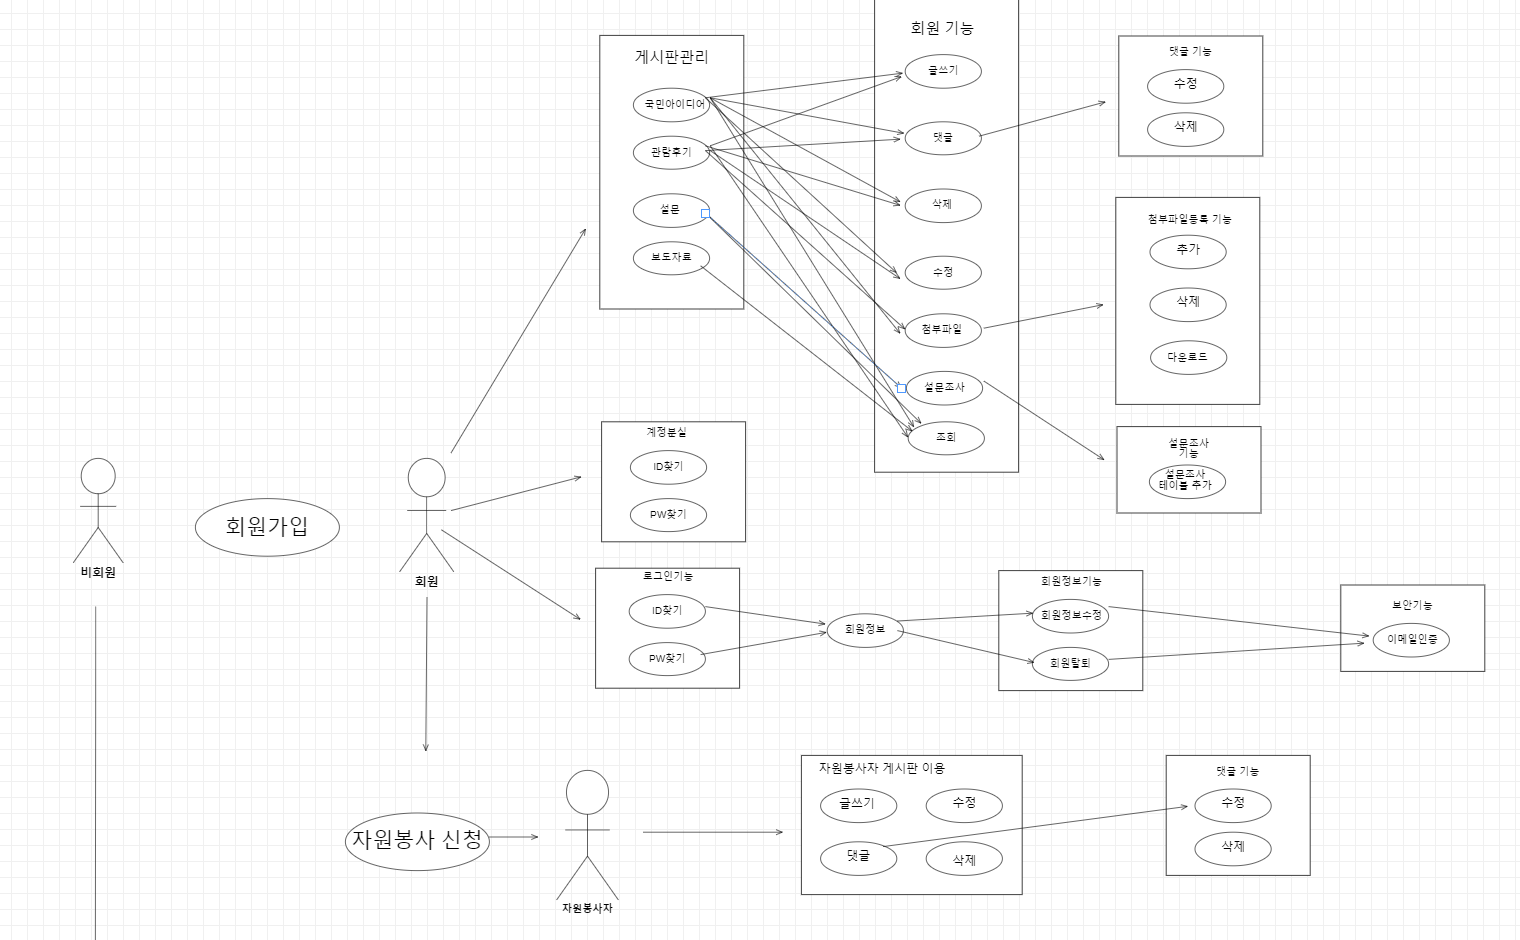 회원 기능
글쓰기
댓글
삭제
수정
첨부파일
설문조사
조회
게시판관리
국민아이디어
관람후기
설문
보도자료
댓글 기능
수정
삭제
첨부파일등록 기능
추가
삭제
다운로드
설문조사
기능
설문조사
테이블 추가
계정분실
ID찾기
PW찾기
비회원
회원가입
회원
로그인기능
ID찾기
PW찾기
회원정보
회원정보기능
회원정보수정
회원탈퇴
보안기능
이메일인증
자원봉사 신청
자원봉사자
자원봉사자 게시판 이용
글쓰기
수정
댓글
삭제
댓글 기능
수정
삭제